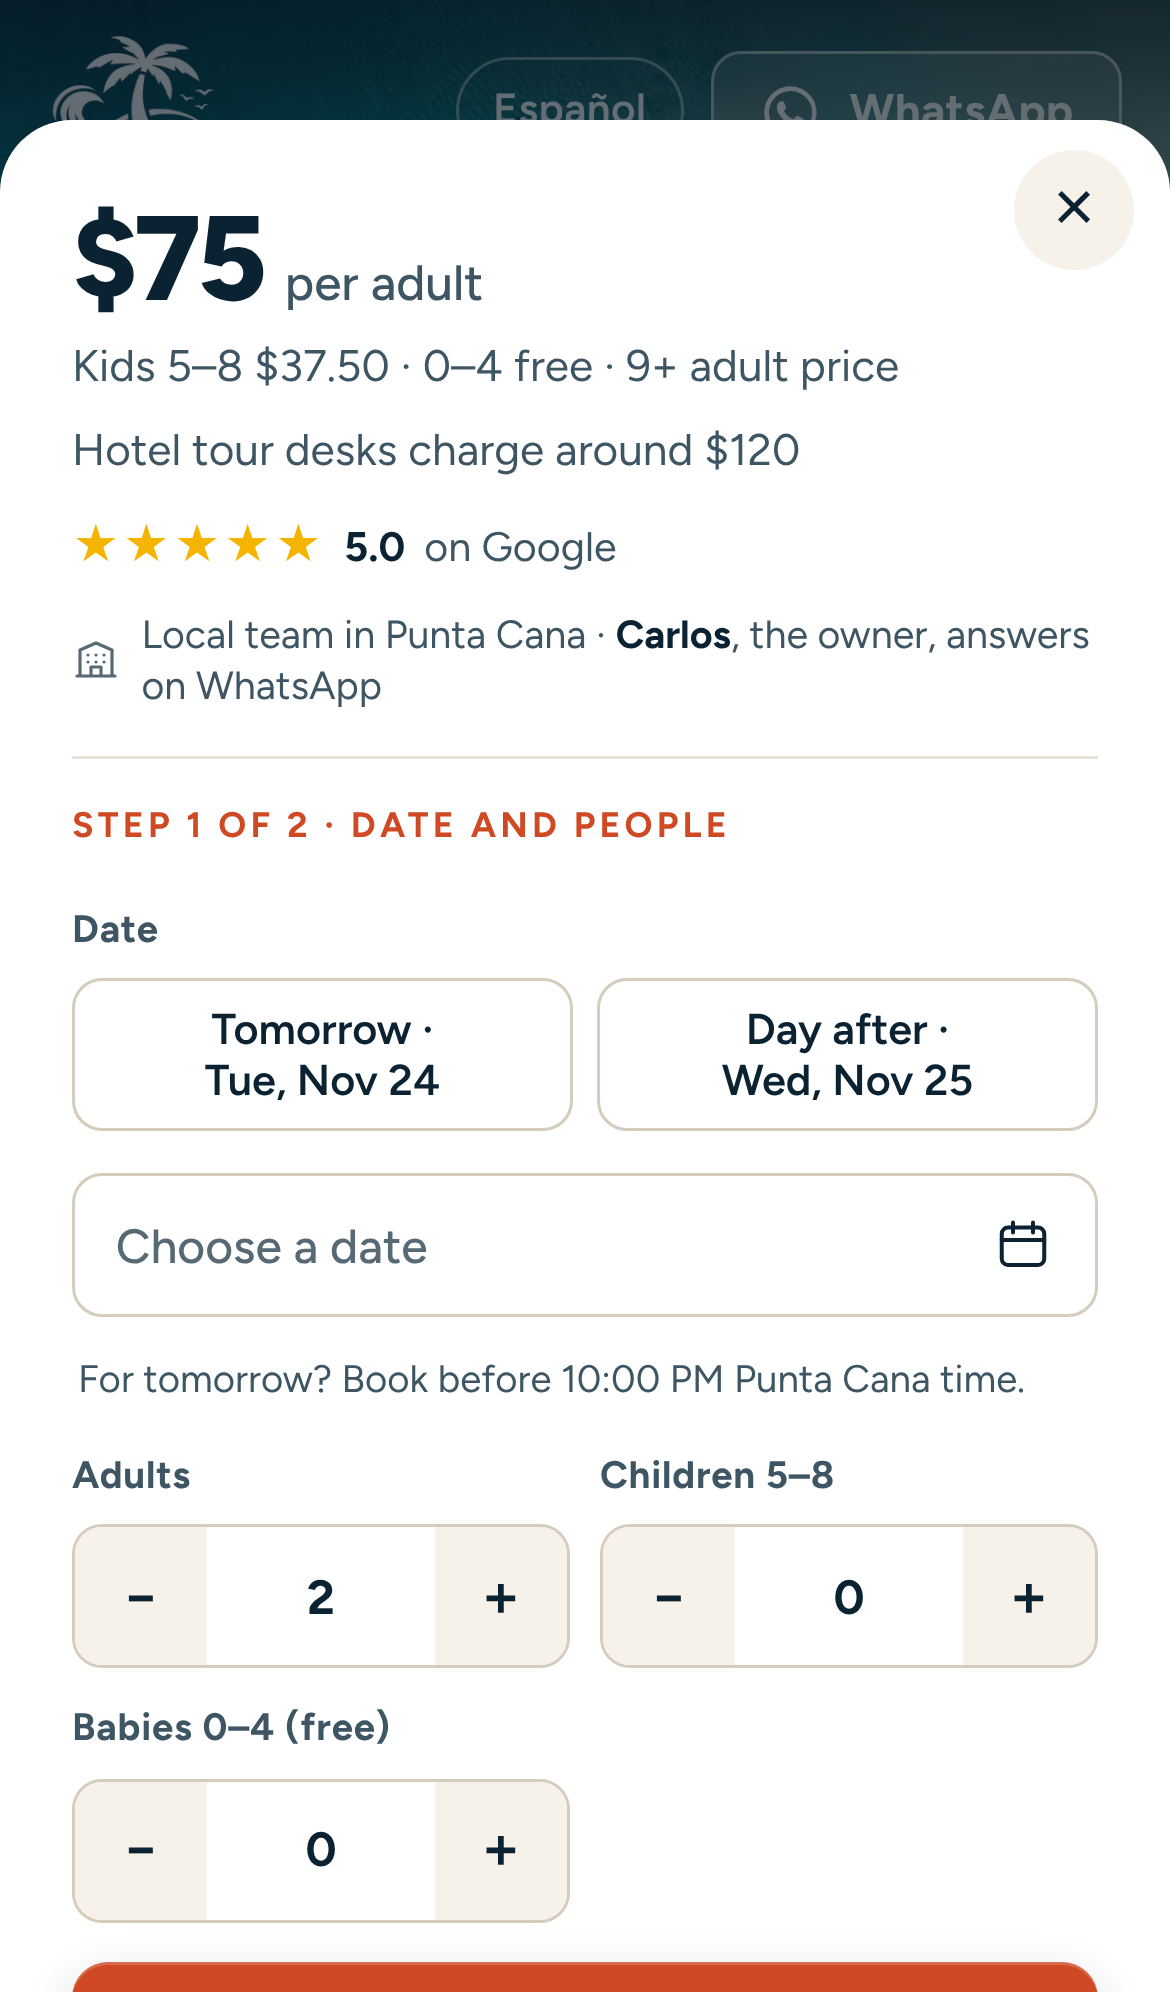 Español
WhatsApp
$75 per adult
Kids 5–8 $37.50 · 0–4 free · 9+ adult price
Hotel tour desks charge around $120
★★★★★ 5.0 on Google
Local team in Punta Cana · Carlos, the owner, answers
on WhatsApp
STEP 1 OF 2 · DATE AND PEOPLE
Date
Tomorrow ·
Tue, Nov 24
Day after ·
Wed, Nov 25
Choose a date
For tomorrow? Book before 10:00 PM Punta Cana time.
Adults
Children 5–8
− 2 +
− 0 +
Babies 0–4 (free)
− 0 +